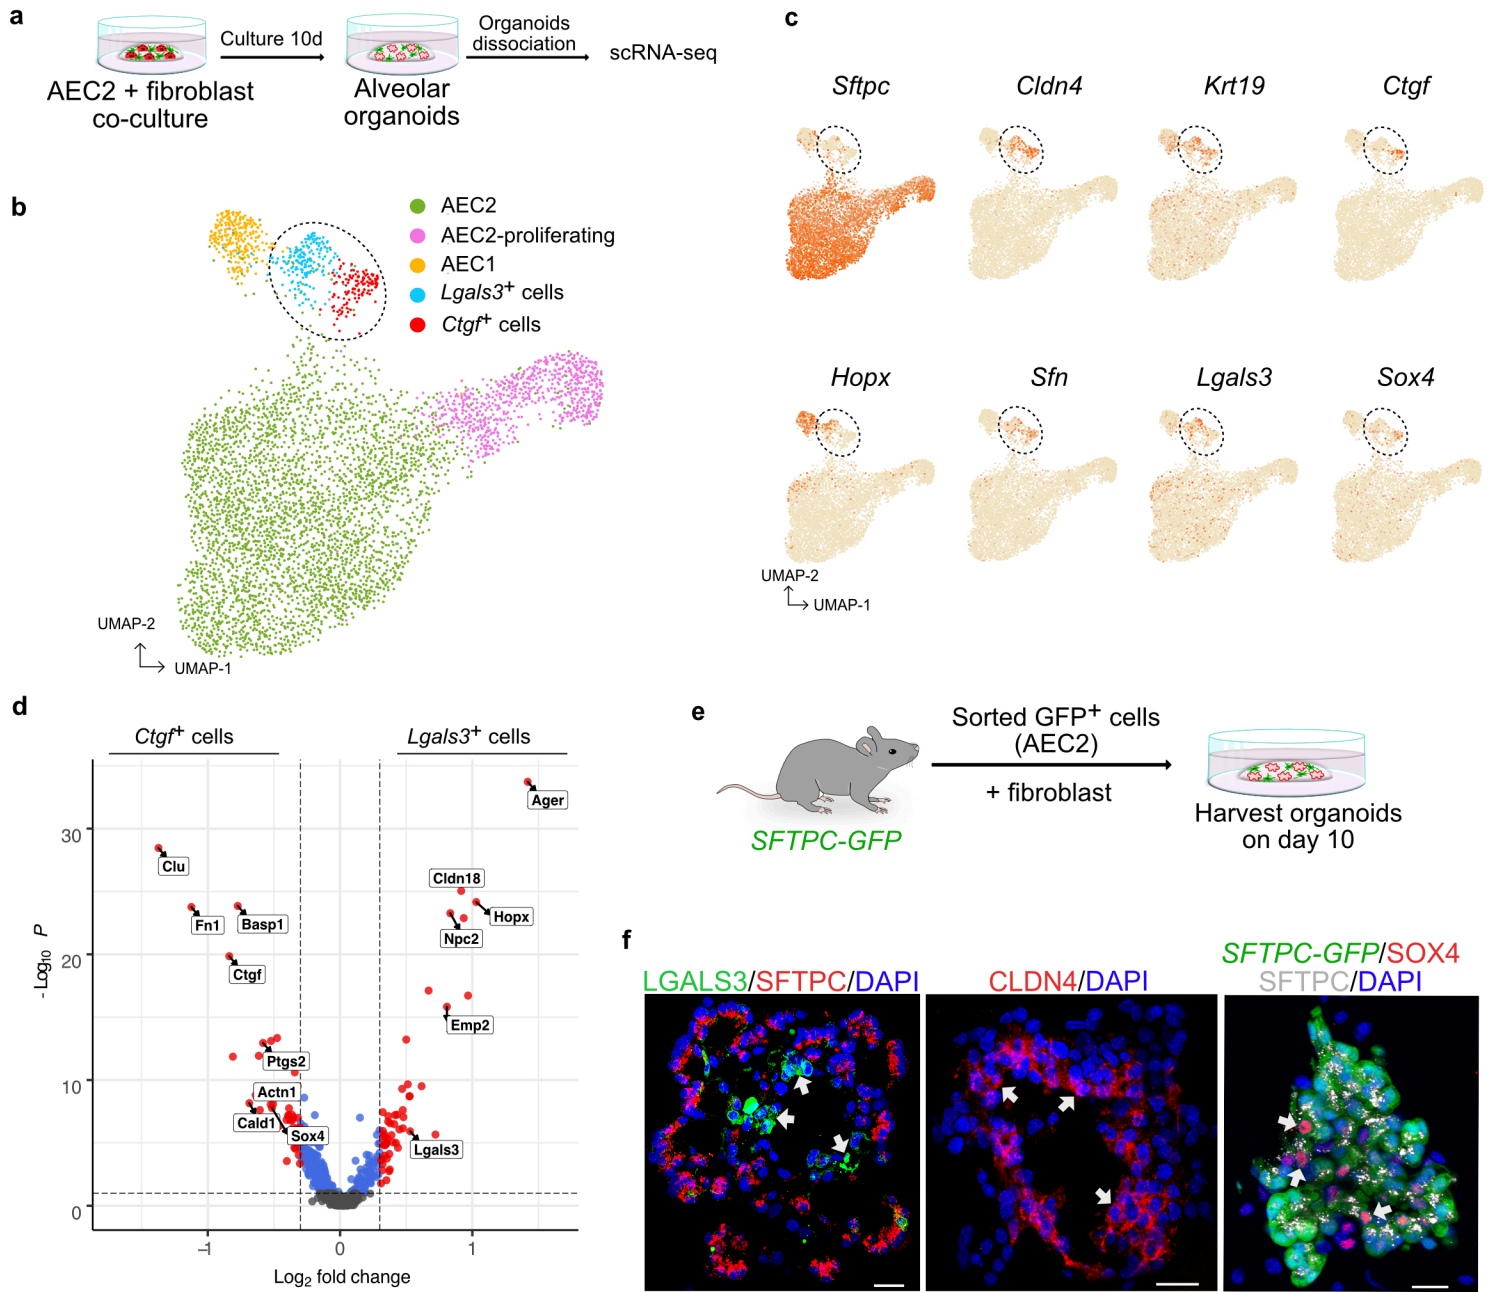 a
Culture 10d
Organoids
dissociation
scRNA-seq
AEC2 + fibroblast
co-culture
Alveolar
organoids
b
AEC2
AEC2-proliferating
AEC1
Lgals3+ cells
Ctgf+ cells
UMAP-2
UMAP-1
c
Sftpc
Cldn4
Krt19
Ctgf
Hopx
Sfn
Lgals3
Sox4
UMAP-2
UMAP-1
d
Ctgf+ cells
Lgals3+ cells
- Log10 P
30
20
10
0
Ager
Clu
Cldn18
Fn1
Basp1
Hopx
Npc2
Ctgf
Emp2
Ptgs2
Actn1
Cald1
Sox4
Lgals3
−1
0
1
Log2 fold change
e
Sorted GFP+ cells
(AEC2)
+ fibroblast
SFTPC-GFP
Harvest organoids
on day 10
f
LGALS3/SFTPC/DAPI
CLDN4/DAPI
SFTPC-GFP/SOX4
SFTPC/DAPI